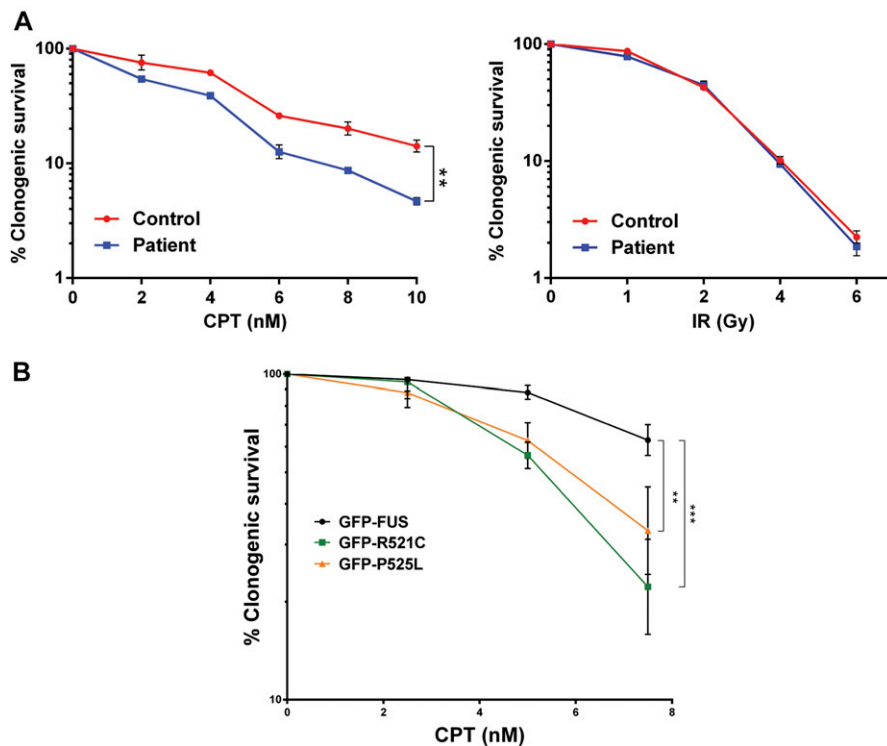 A
% Clonogenic survival
100
10
1
Control
Patient
0 2 4 6 8 10
CPT (nM)
**
% Clonogenic survival
100
10
1
Control
Patient
0 1 2 4 6
IR (Gy)
B
% Clonogenic survival
100
10
GFP-FUS
GFP-R521C
GFP-P525L
0 2 4 6 8
CPT (nM)
**
***